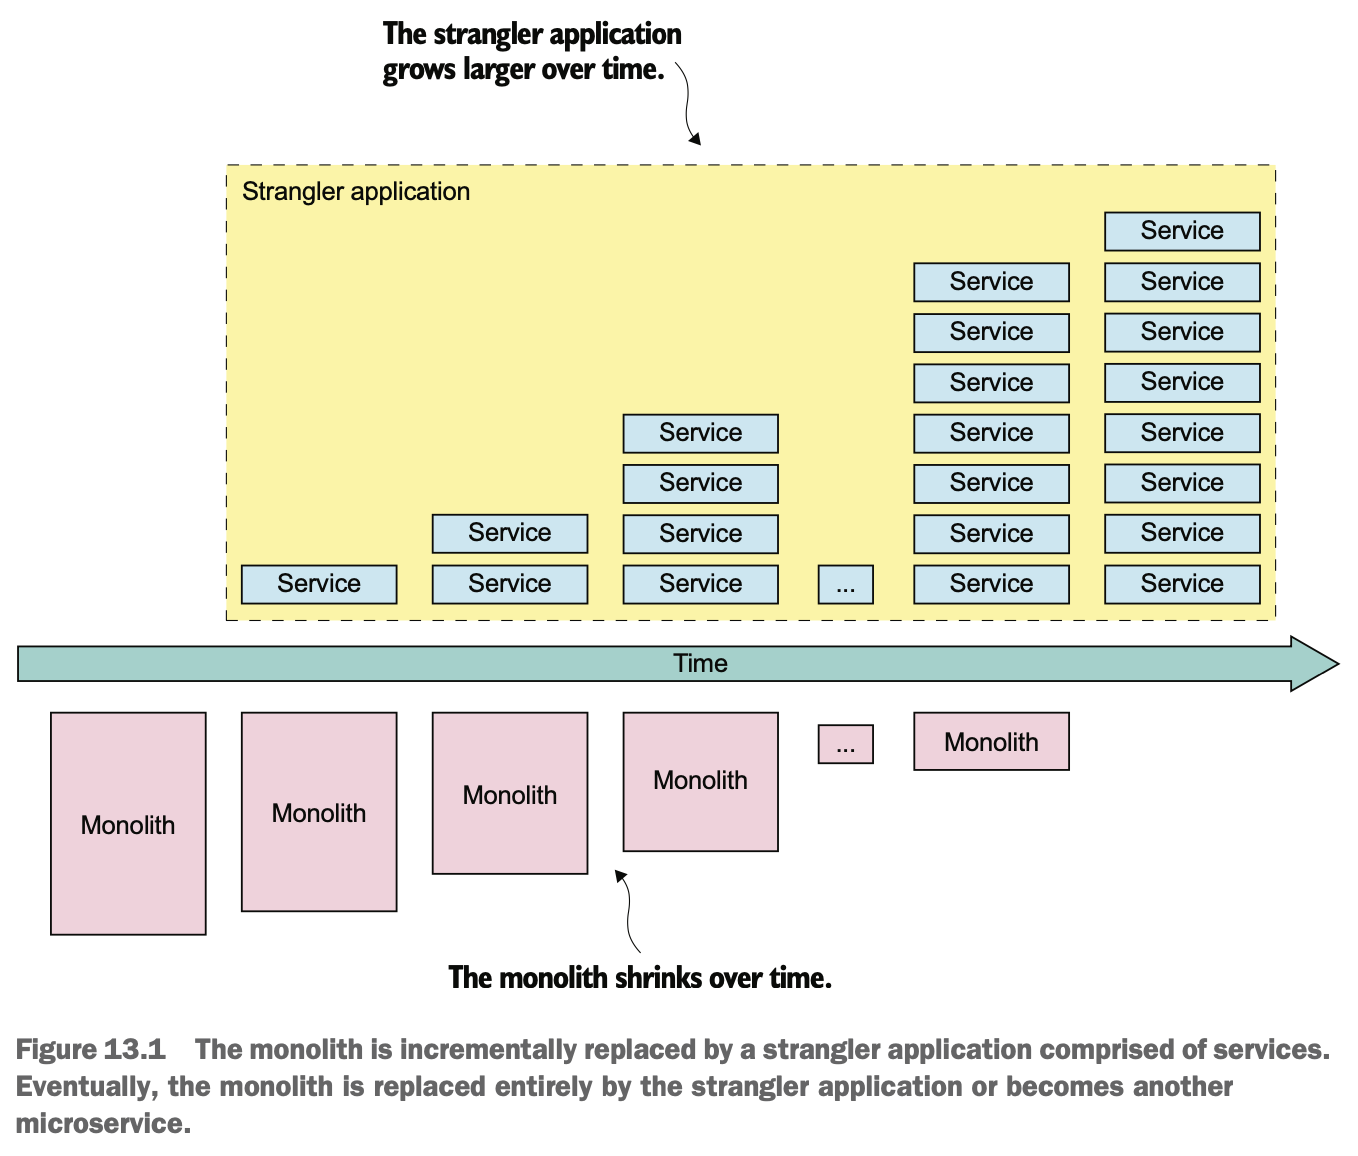 The strangler application
grows larger over time.
Strangler application
Service
Service Service
Service Service
Service Service
Service Service Service
Service Service Service
Service Service Service Service
Service Service Service ... Service Service
Time
Monolith Monolith Monolith Monolith ... Monolith
The monolith shrinks over time.
Figure 13.1 The monolith is incrementally replaced by a strangler application comprised of services.
Eventually, the monolith is replaced entirely by the strangler application or becomes another
microservice.